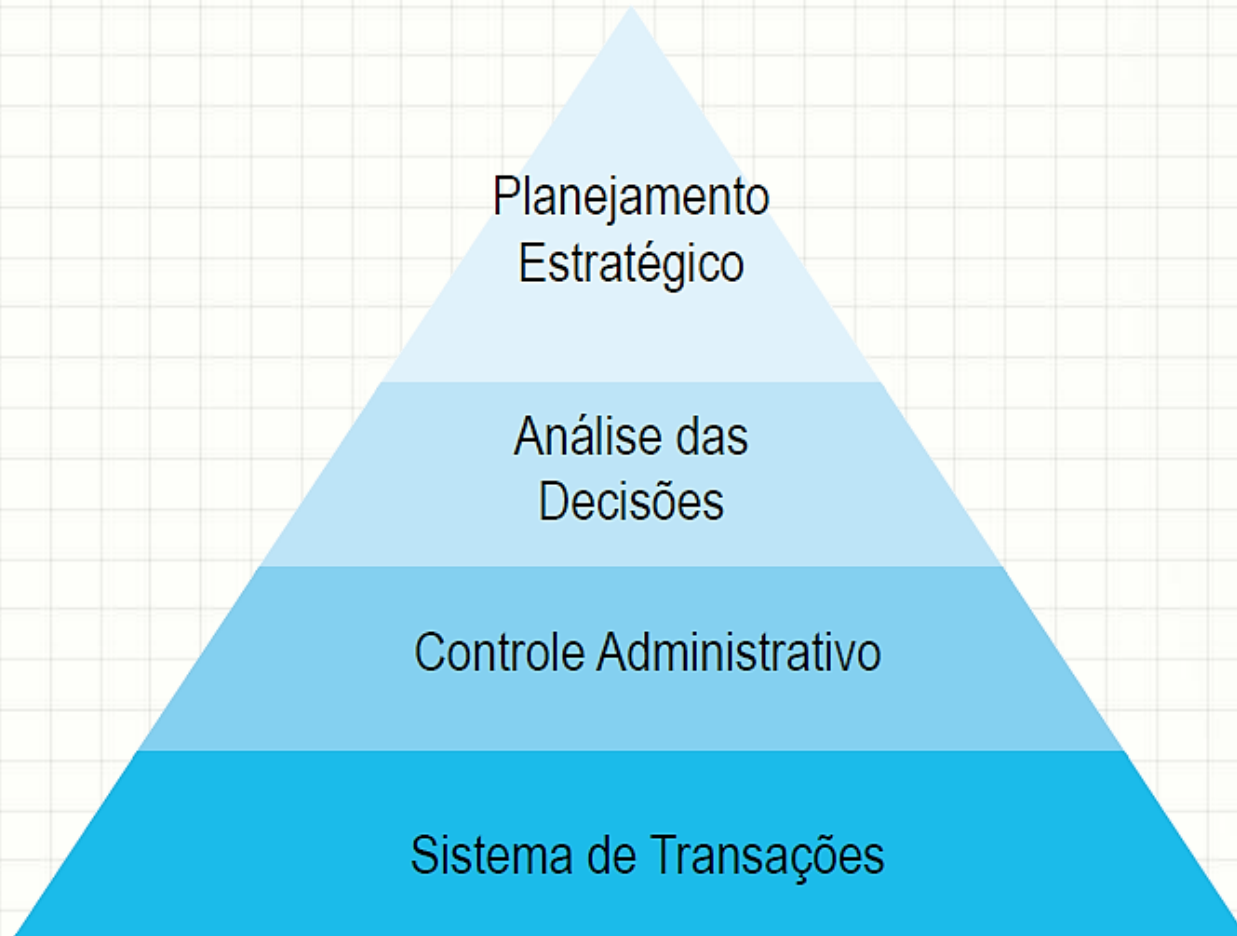 Planejamento
Estratégico
Análise das
Decisões
Controle Administrativo
Sistema de Transações